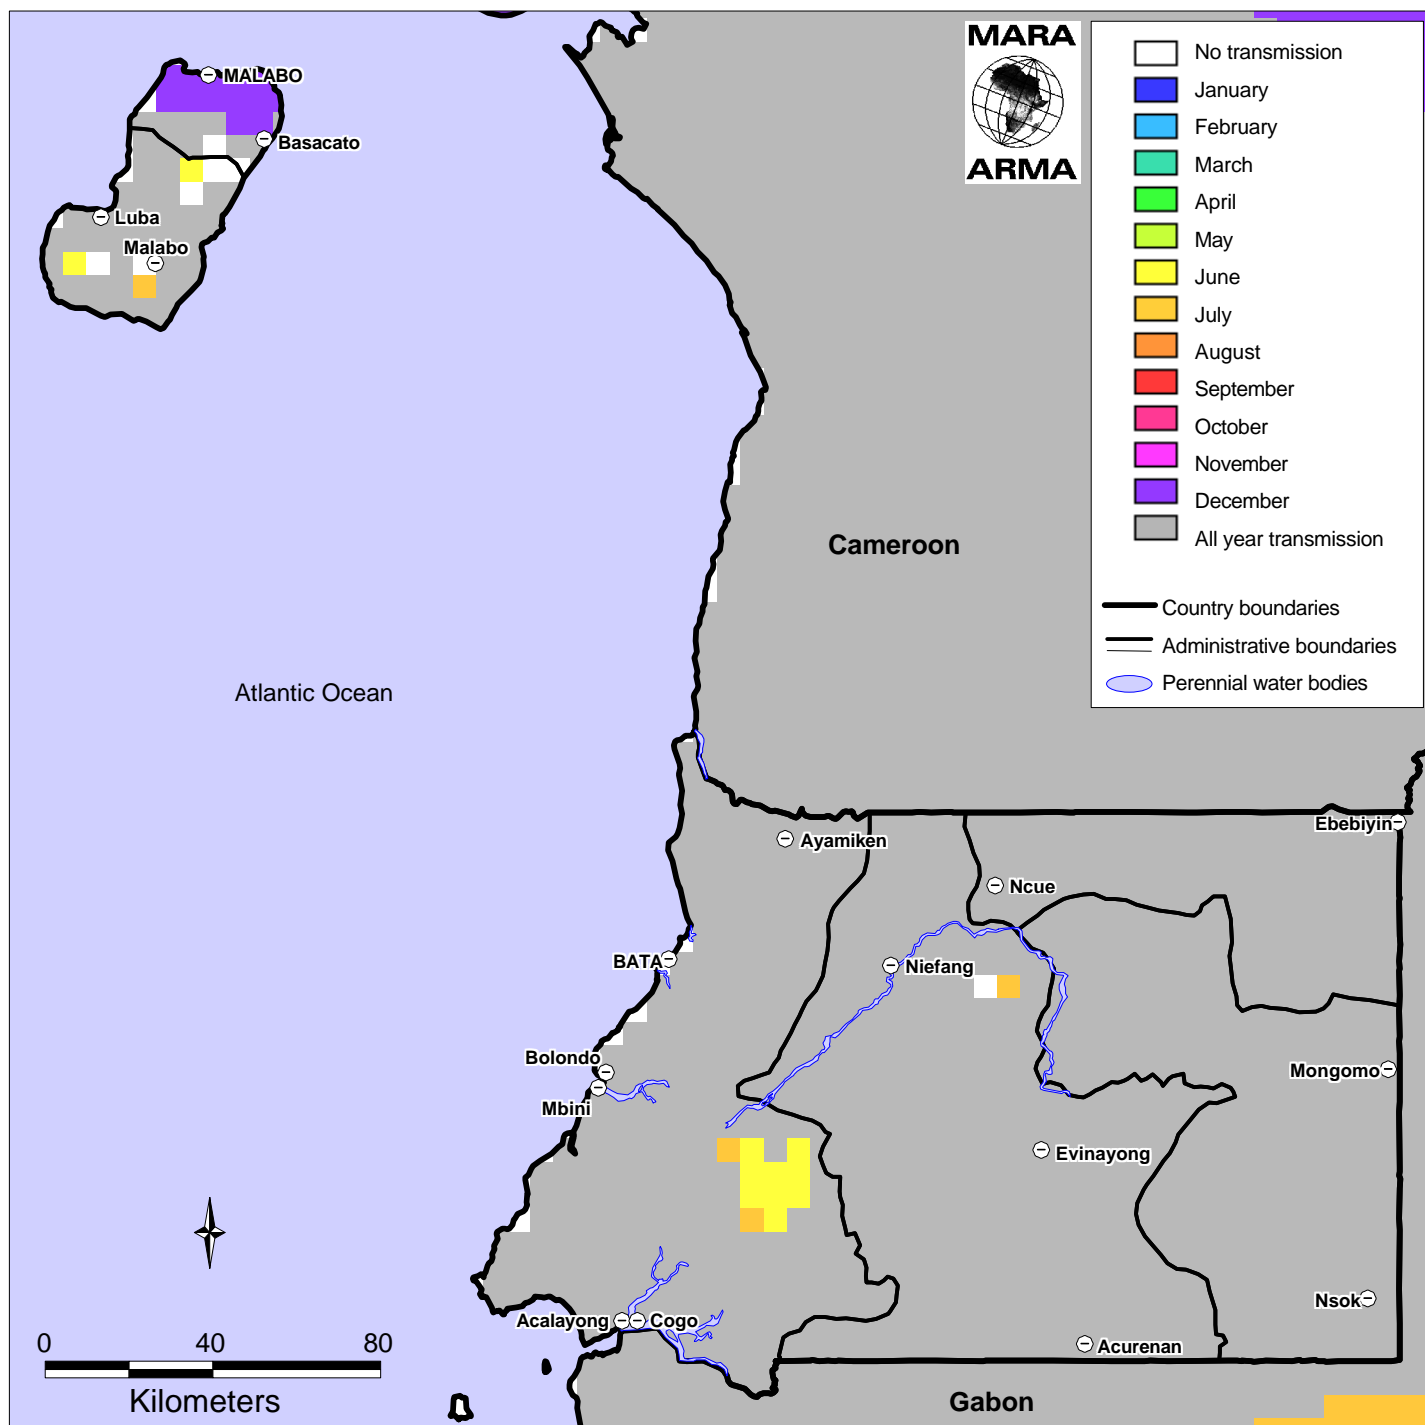 MARA
ARMA
No transmission
January
February
March
April
May
June
July
August
September
October
November
December
All year transmission
Country boundaries
Administrative boundaries
Perennial water bodies
MALABO
Basacato
Luba
Malabo
Cameroon
Atlantic Ocean
Ebebiyin
Ayamiken
Ncue
BATA
Niefang
Bolondo
Mongomo
Mbini
Evinayong
Nsok
Acalayong
Cogo
Acurenan
0 40 80
Kilometers
Gabon